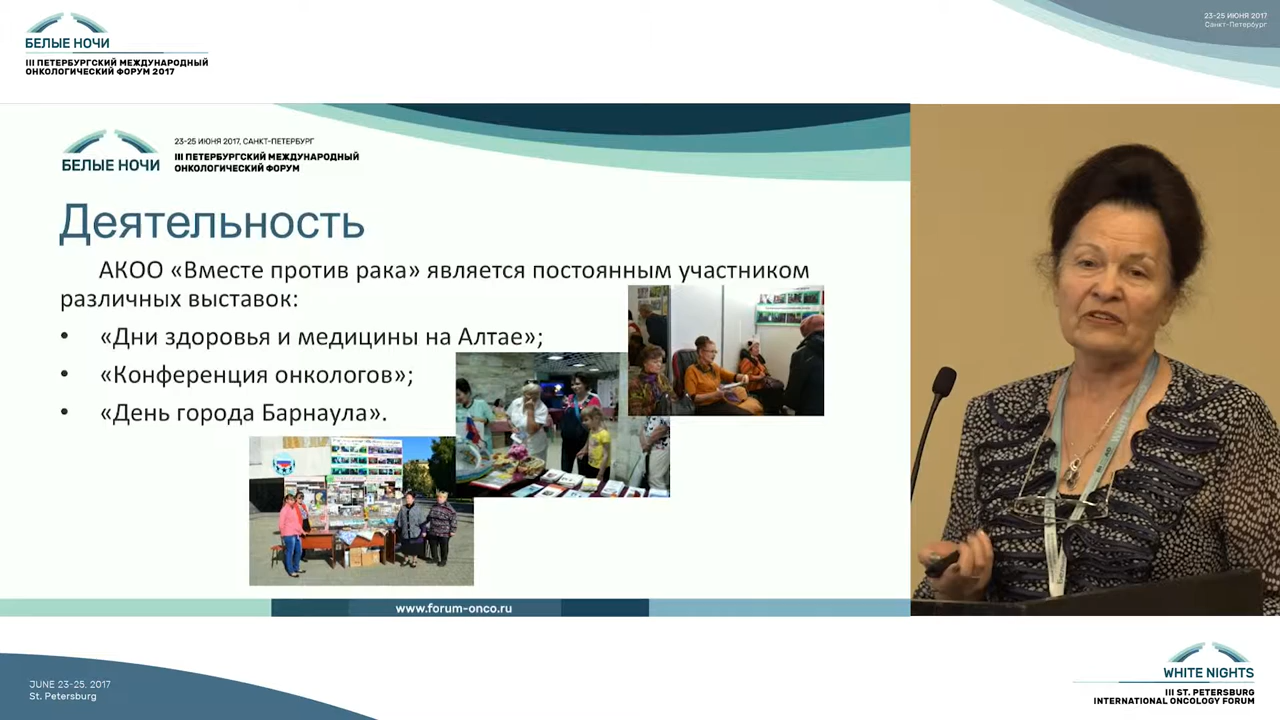 БЕЛЫЕ НОЧИ
III ПЕТЕРБУРГСКИЙ МЕЖДУНАРОДНЫЙ
ОНКОЛОГИЧЕСКИЙ ФОРУМ 2017
23-25 ИЮНЯ 2017
Санкт-Петербург
БЕЛЫЕ НОЧИ
23-25 ИЮНЯ 2017, САНКТ-ПЕТЕРБУРГ
III ПЕТЕРБУРГСКИЙ МЕЖДУНАРОДНЫЙ
ОНКОЛОГИЧЕСКИЙ ФОРУМ
Деятельность
АКОО «Вместе против рака» является постоянным участником
различных выставок:
• «Дни здоровья и медицины на Алтае»;
• «Конференция онкологов»;
• «День города Барнаула».
www.forum-onco.ru
JUNE 23-25. 2017
St. Petersburg
WHITE NIGHTS
III ST. PETERSBURG
INTERNATIONAL ONCOLOGY FORUM